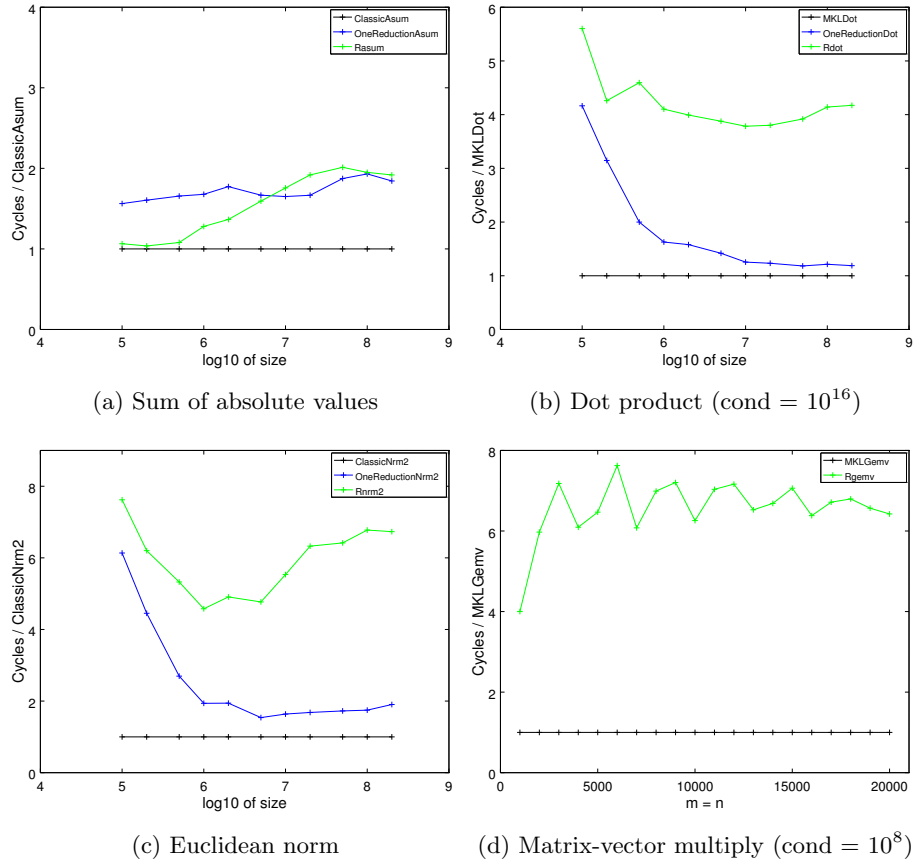 4
3
2
1
0
Cycles / ClassicAsum
ClassicAsum
OneReductionAsum
Rasum
4 5 6 7 8 9
log10 of size
(a) Sum of absolute values
6
5
4
3
2
1
0
Cycles / MKLDot
MKLDot
OneReductionDot
Rdot
4 5 6 7 8 9
log10 of size
(b) Dot product (cond = 10^16)
8
6
4
2
0
Cycles / ClassicNrm2
ClassicNrm2
OneReductionNrm2
Rnrm2
4 5 6 7 8 9
log10 of size
(c) Euclidean norm
8
7
6
5
4
3
2
1
0
Cycles / MKLGemv
MKLGemv
Rgemv
0 5000 10000 15000 20000
m = n
(d) Matrix-vector multiply (cond = 10^8)